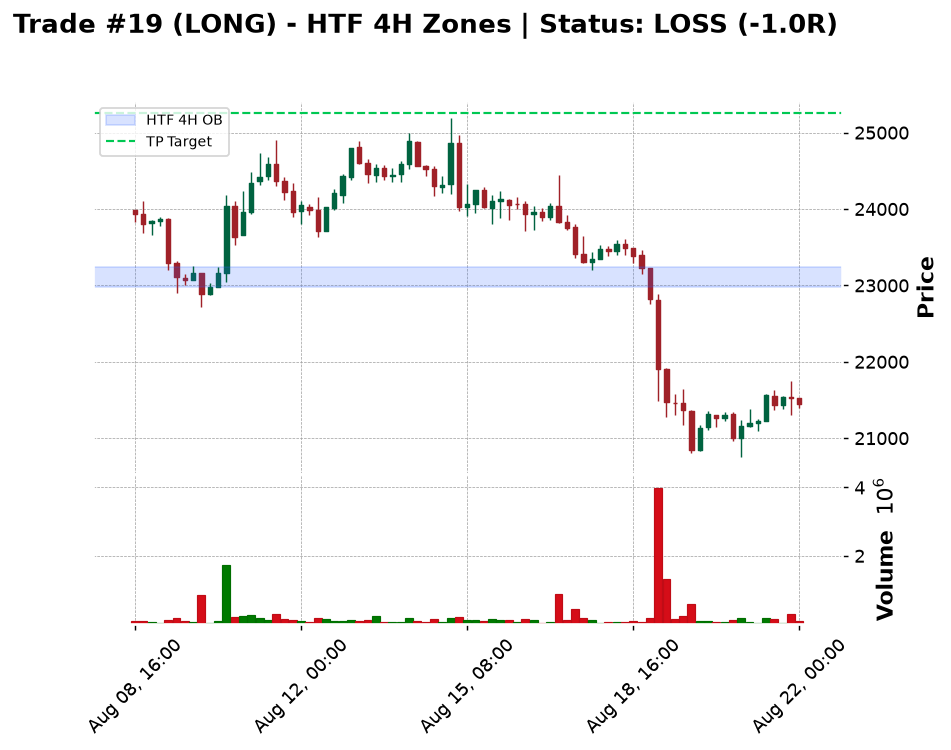 Trade #19 (LONG) - HTF 4H Zones | Status: LOSS (-1.0R)
HTF 4H OB
TP Target
25000
24000
23000
22000
21000
Price
4
2
Volume 10⁶
Aug 08, 16:00
Aug 12, 00:00
Aug 15, 08:00
Aug 18, 16:00
Aug 22, 00:00